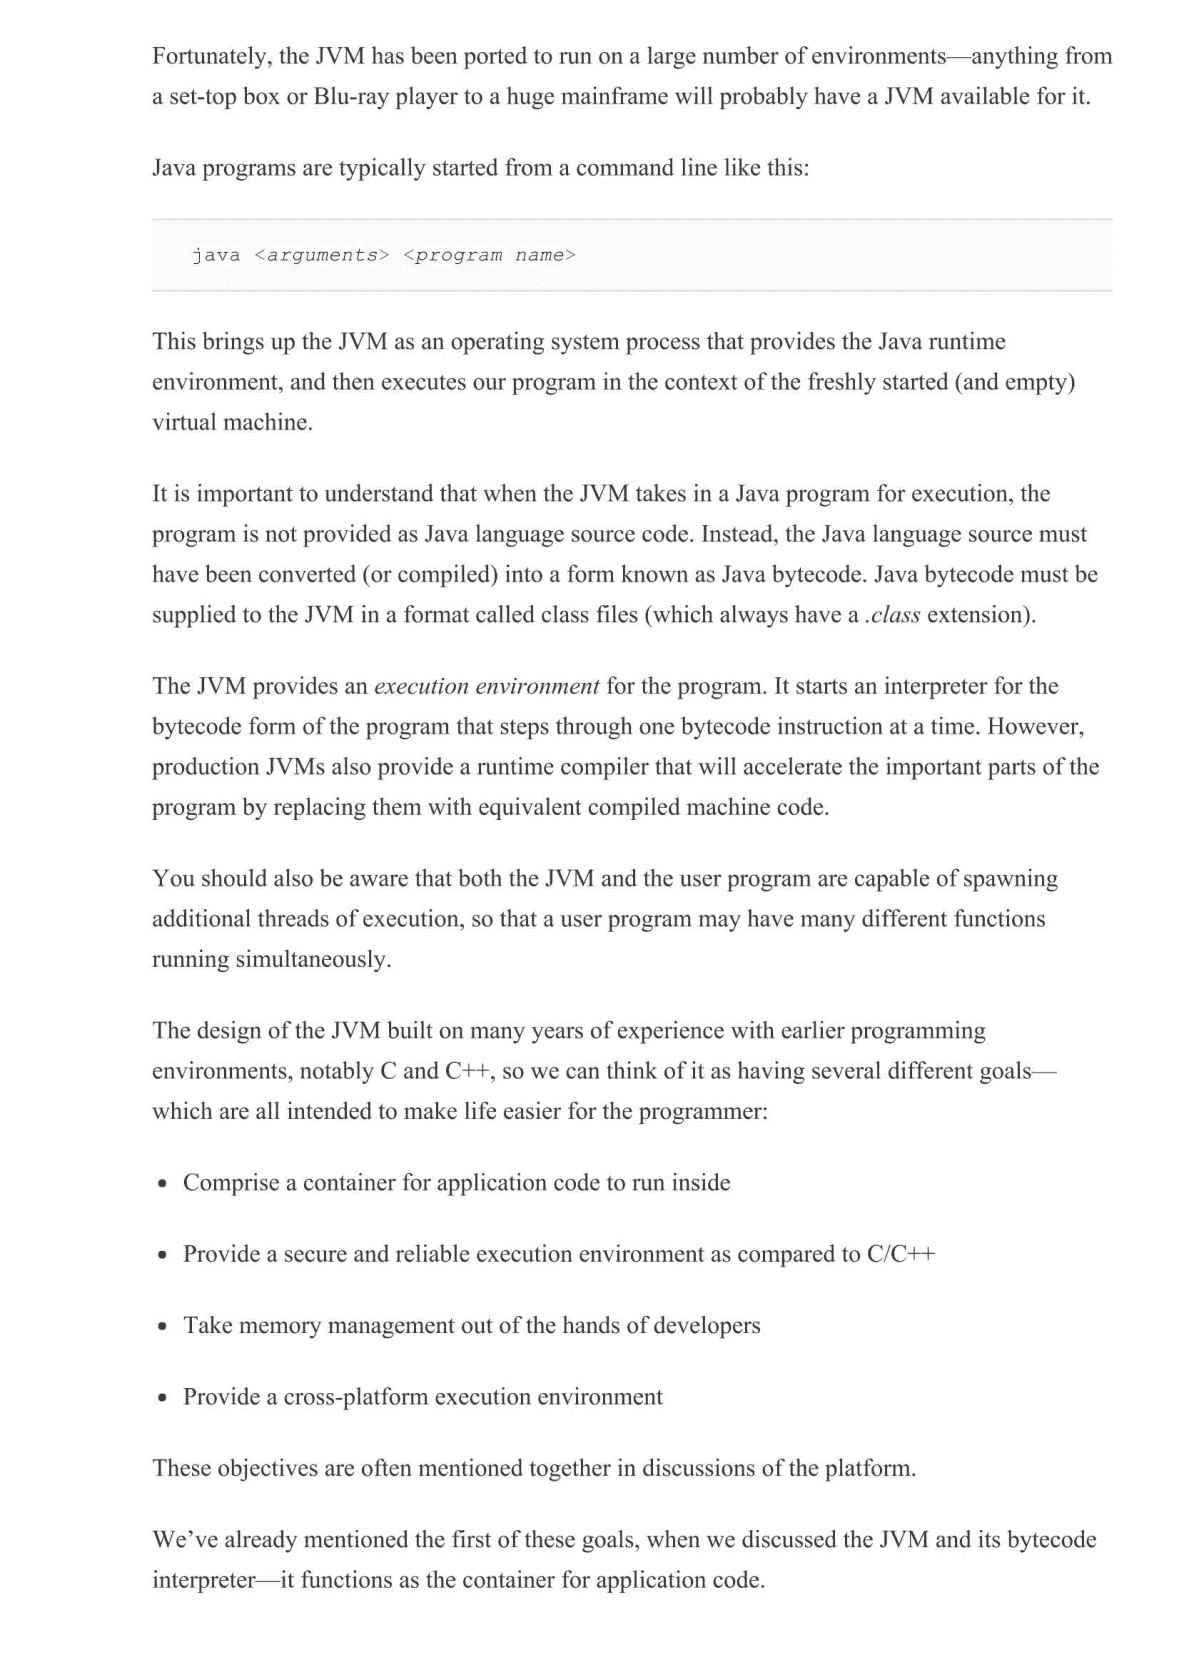 Fortunately, the JVM has been ported to run on a large number of environments—anything from
a set-top box or Blu-ray player to a huge mainframe will probably have a JVM available for it.
Java programs are typically started from a command line like this:
java <arguments> <program name>
This brings up the JVM as an operating system process that provides the Java runtime
environment, and then executes our program in the context of the freshly started (and empty)
virtual machine.
It is important to understand that when the JVM takes in a Java program for execution, the
program is not provided as Java language source code. Instead, the Java language source must
have been converted (or compiled) into a form known as Java bytecode. Java bytecode must be
supplied to the JVM in a format called class files (which always have a .class extension).
The JVM provides an execution environment for the program. It starts an interpreter for the
bytecode form of the program that steps through one bytecode instruction at a time. However,
production JVMs also provide a runtime compiler that will accelerate the important parts of the
program by replacing them with equivalent compiled machine code.
You should also be aware that both the JVM and the user program are capable of spawning
additional threads of execution, so that a user program may have many different functions
running simultaneously.
The design of the JVM built on many years of experience with earlier programming
environments, notably C and C++, so we can think of it as having several different goals—
which are all intended to make life easier for the programmer:
• Comprise a container for application code to run inside
• Provide a secure and reliable execution environment as compared to C/C++
• Take memory management out of the hands of developers
• Provide a cross-platform execution environment
These objectives are often mentioned together in discussions of the platform.
We’ve already mentioned the first of these goals, when we discussed the JVM and its bytecode
interpreter—it functions as the container for application code.